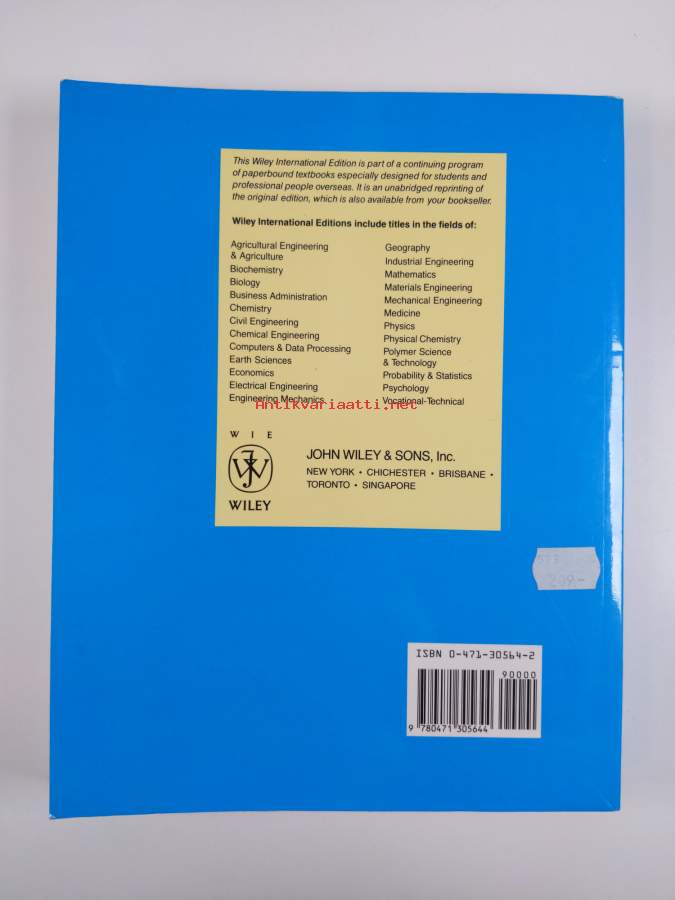 This Wiley International Edition is part of a continuing program
of paperbound textbooks especially designed for students and
professional people overseas. It is an unabridged reprinting of
the original edition, which is also available from your bookseller.
Wiley International Editions include titles in the fields of:
Agricultural Engineering
& Agriculture
Biochemistry
Biology
Business Administration
Chemistry
Civil Engineering
Chemical Engineering
Computers & Data Processing
Earth Sciences
Economics
Electrical Engineering
Engineering Mechanics
Geography
Industrial Engineering
Mathematics
Materials Engineering
Mechanical Engineering
Medicine
Physics
Physical Chemistry
Polymer Science
& Technology
Probability & Statistics
Psychology
Vocational-Technical
Antikvariaatti.net
W I E
JW
WILEY
JOHN WILEY & SONS, Inc.
NEW YORK • CHICHESTER • BRISBANE •
TORONTO • SINGAPORE
ISBN 0-471-30564-2
90000
9 780471 305644